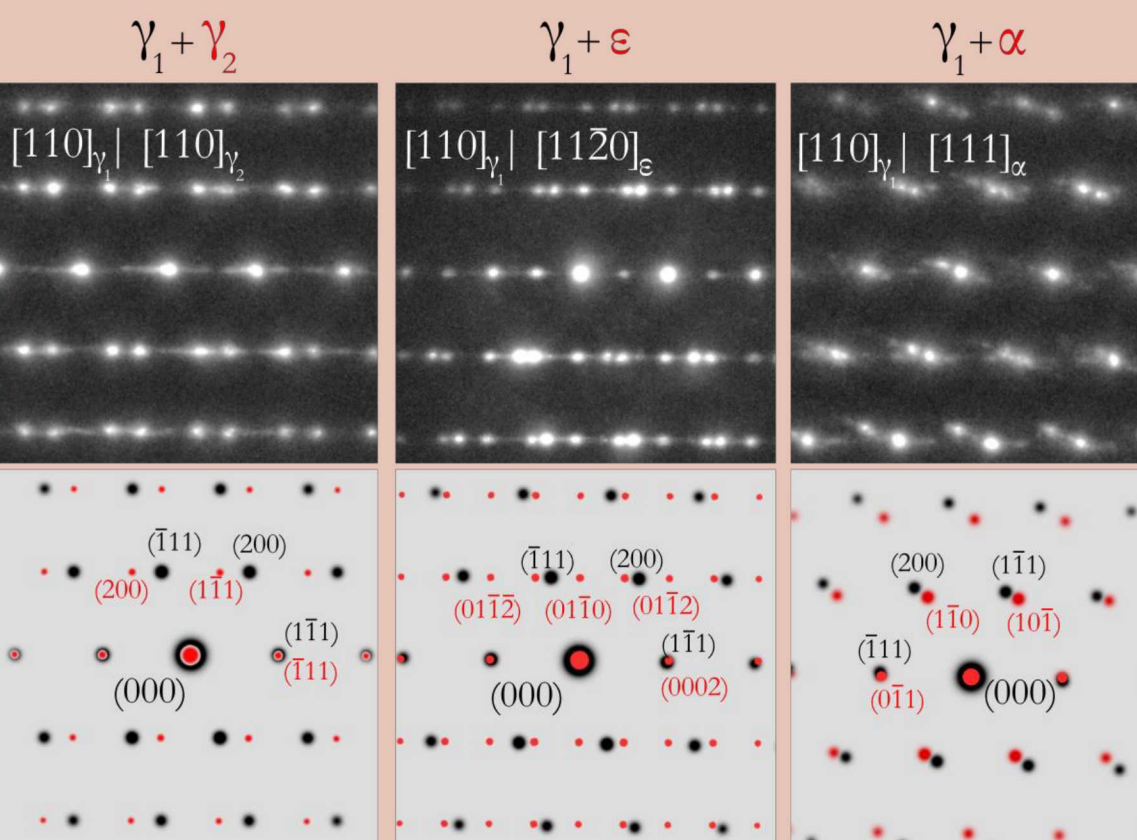 γ₁ + γ₂
γ₁ + ε
γ₁ + α
[110]γ₁ | [110]γ₂
[110]γ₁ | [112̄0]ε
[110]γ₁ | [111]α
(1̄11) (200)
(200) (11̄1)
(11̄1)
(1̄11)
(000)
(1̄11) (200)
(011̄2̄) (011̄0) (011̄2)
(11̄1)
(0002)
(000)
(200) (11̄1)
(11̄0) (101̄)
(1̄11)
(01̄1)
(000)